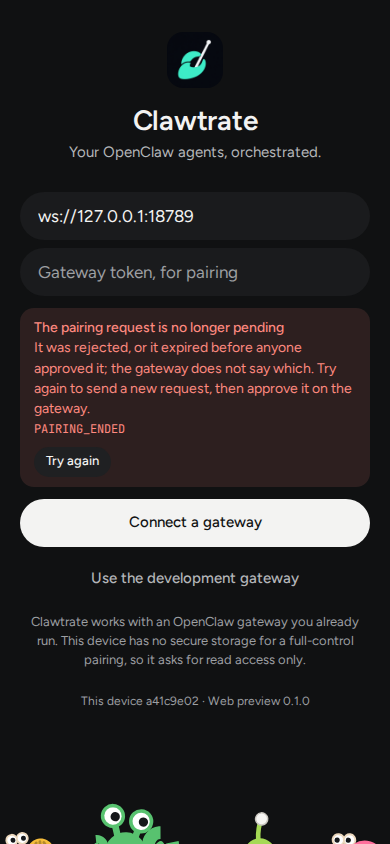 Clawtrate
Your OpenClaw agents, orchestrated.
ws://127.0.0.1:18789
Gateway token, for pairing
The pairing request is no longer pending
It was rejected, or it expired before anyone
approved it; the gateway does not say which. Try
again to send a new request, then approve it on the
gateway.
PAIRING_ENDED
Try again
Connect a gateway
Use the development gateway
Clawtrate works with an OpenClaw gateway you already
run. This device has no secure storage for a full-control
pairing, so it asks for read access only.
This device a41c9e02 · Web preview 0.1.0